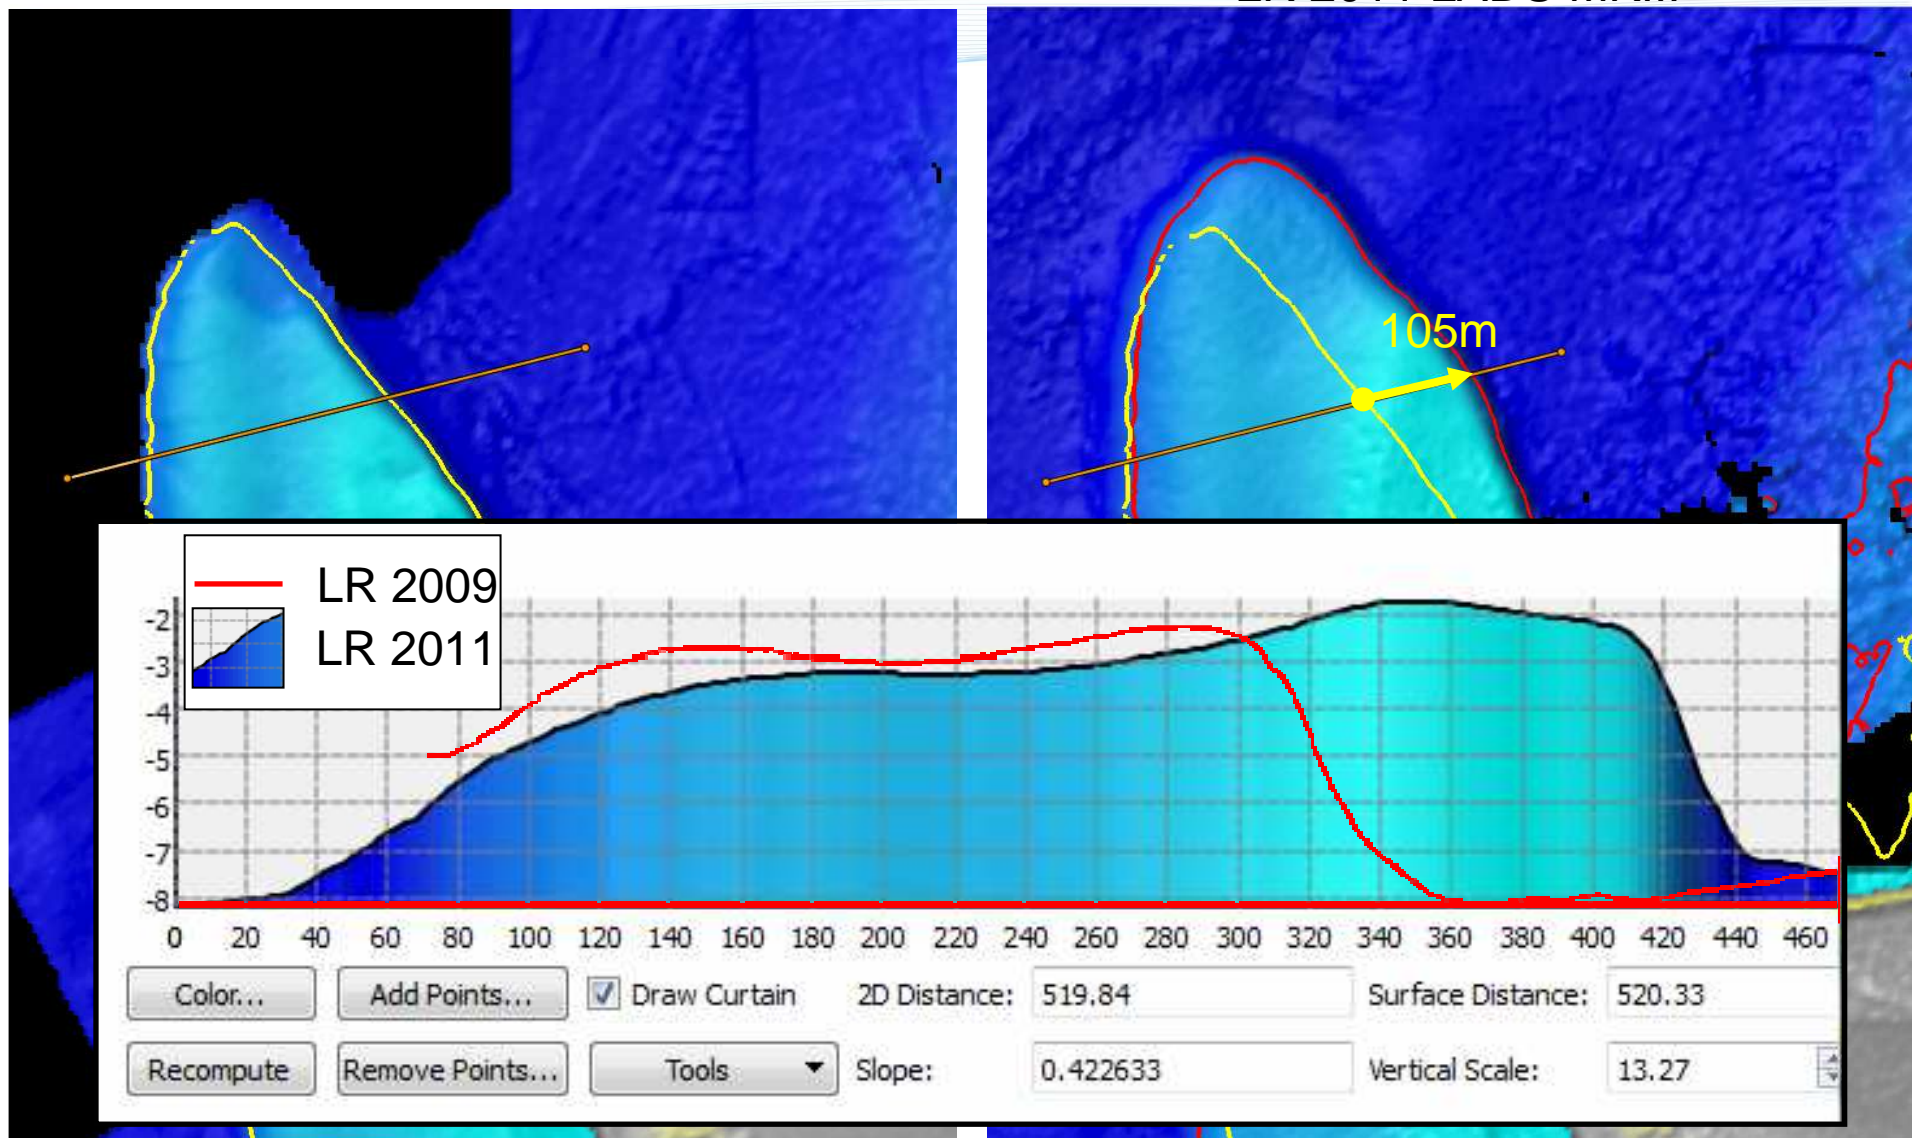 105m
LR 2009
LR 2011
-2
-3
-4
-5
-6
-7
-8
0 20 40 60 80 100 120 140 160 180 200 220 240 260 280 300 320 340 360 380 400 420 440 460
Color... Add Points... Draw Curtain 2D Distance: 519.84 Surface Distance: 520.33
Recompute Remove Points... Tools Slope: 0.422633 Vertical Scale: 13.27